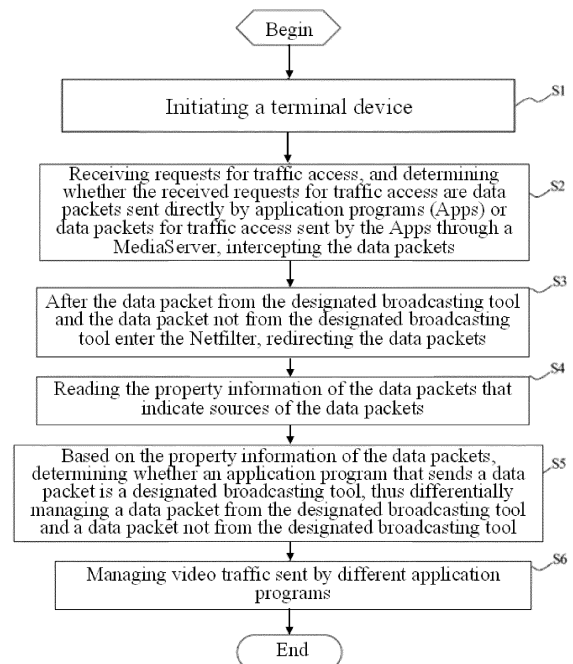 Begin
S1
Initiating a terminal device
S2
Receiving requests for traffic access, and determining
whether the received requests for traffic access are data
packets sent directly by application programs (Apps) or
data packets for traffic access sent by the Apps through a
MediaServer, intercepting the data packets
S3
After the data packet from the designated broadcasting tool
and the data packet not from the designated broadcasting
tool enter the Netfilter, redirecting the data packets
S4
Reading the property information of the data packets that
indicate sources of the data packets
S5
Based on the property information of the data packets,
determining whether an application program that sends a data
packet is a designated broadcasting tool, thus differentially
managing a data packet from the designated broadcasting tool
and a data packet not from the designated broadcasting tool
S6
Managing video traffic sent by different application
programs
End